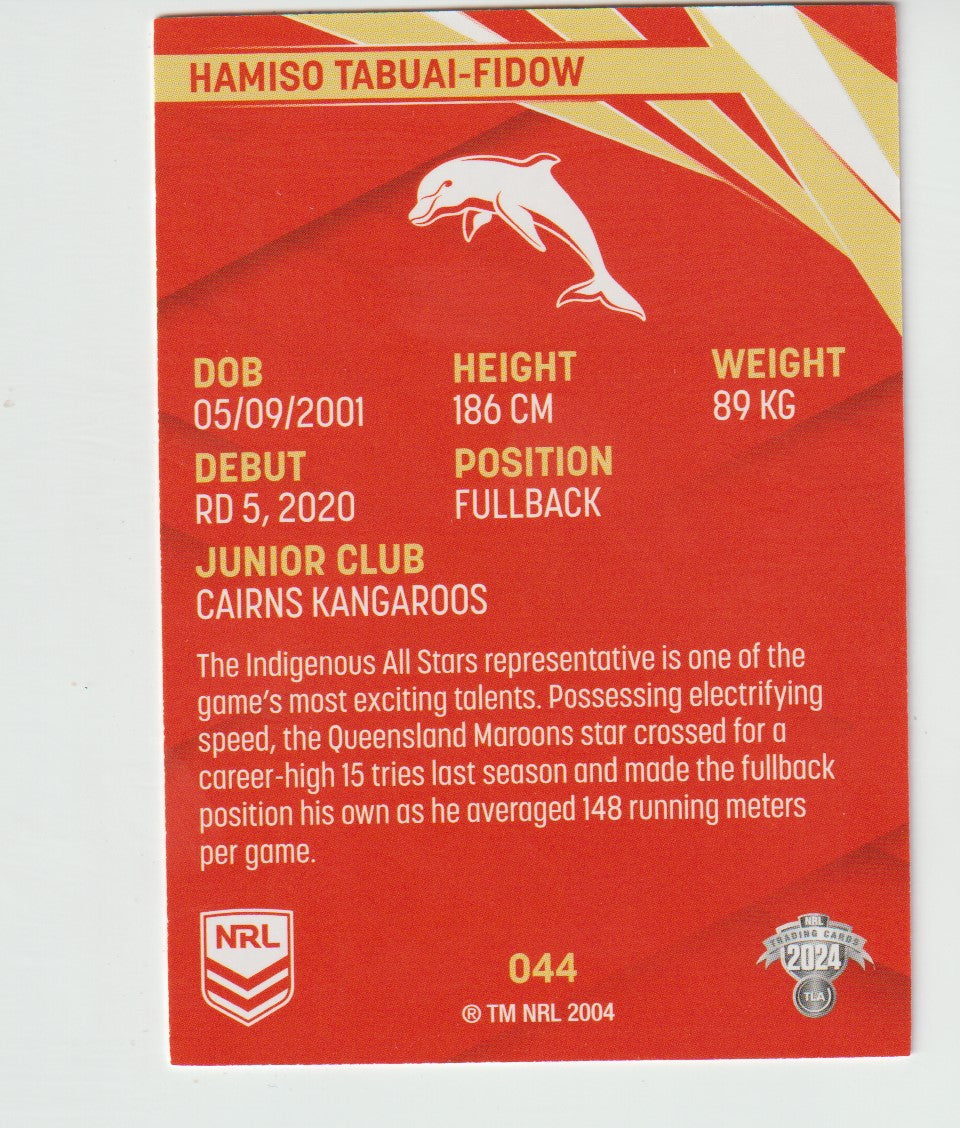 HAMISO TABUAI-FIDOW
DOB
05/09/2001
HEIGHT
186 CM
WEIGHT
89 KG
DEBUT
RD 5, 2020
POSITION
FULLBACK
JUNIOR CLUB
CAIRNS KANGAROOS
The Indigenous All Stars representative is one of the
game's most exciting talents. Possessing electrifying
speed, the Queensland Maroons star crossed for a
career-high 15 tries last season and made the fullback
position his own as he averaged 148 running meters
per game.
NRL
044
® TM NRL 2004
NRL
TRADING CARDS
2024
TLA